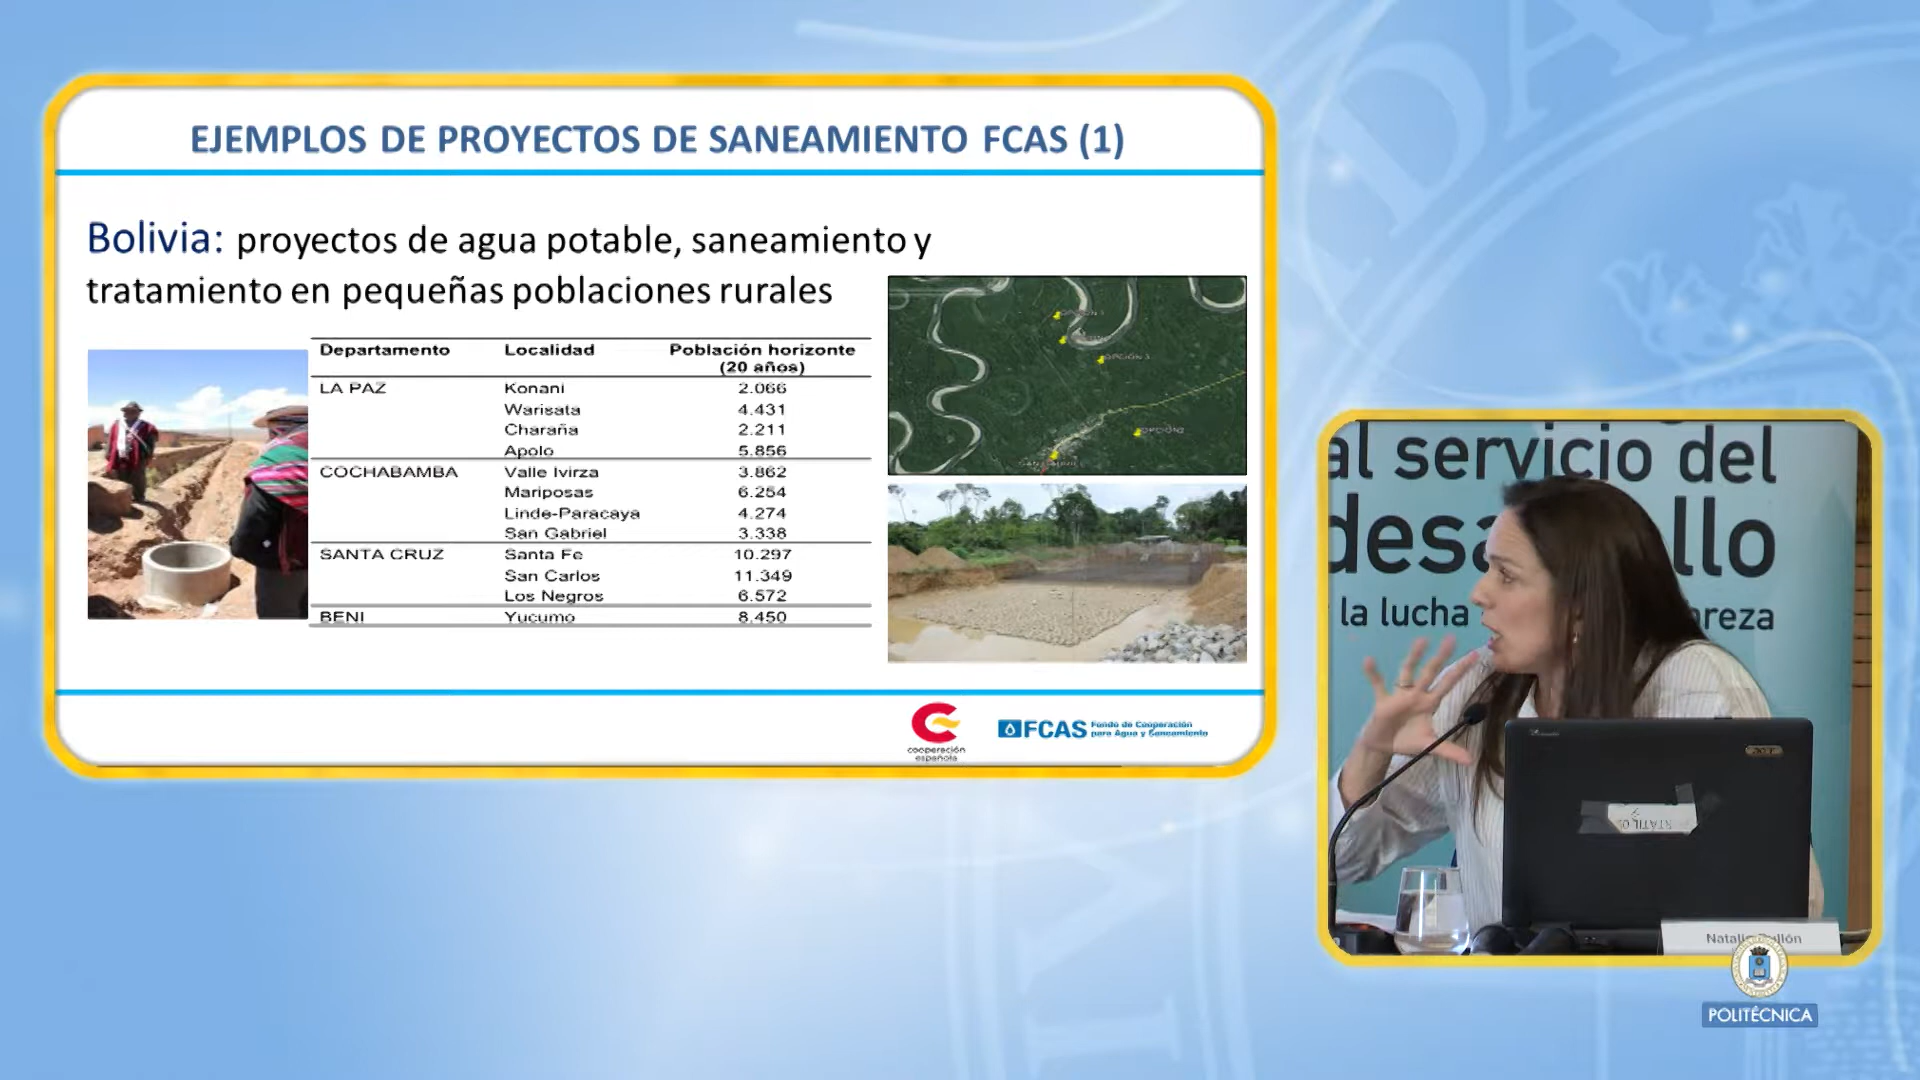 EJEMPLOS DE PROYECTOS DE SANEAMIENTO FCAS (1)
Bolivia: proyectos de agua potable, saneamiento y
tratamiento en pequeñas poblaciones rurales
Departamento Localidad Población horizonte
(20 años)
LA PAZ Konani 2.066
Warisata 4.431
Charaña 2.211
Apolo 5.856
COCHABAMBA Valle Ivirza 3.862
Mariposas 6.254
Linde-Paracaya 4.274
San Gabriel 3.338
SANTA CRUZ Santa Fe 10.297
San Carlos 11.349
Los Negros 6.572
BENI Yucumo 8.450
OPCIÓN 3
cooperación
española
FCAS Fondo de Cooperación
para Agua y Saneamiento
al servicio del
la lucha
Natalia
POLITÉCNICA